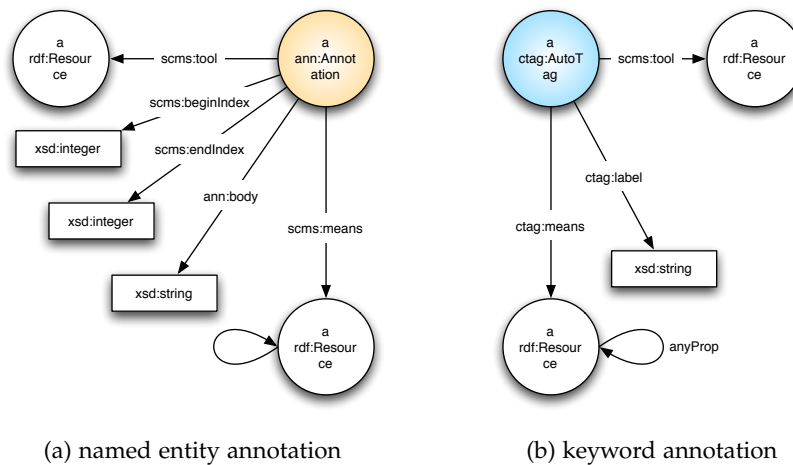 a
rdf:Resour
ce
scms:tool
a
ann:Annot
ation
scms:beginIndex
xsd:integer
scms:endIndex
xsd:integer
ann:body
xsd:string
scms:means
a
rdf:Resour
ce
(a) named entity annotation
a
ctag:AutoT
ag
scms:tool
a
rdf:Resour
ce
ctag:label
ctag:means
xsd:string
a
rdf:Resour
ce
anyProp
(b) keyword annotation